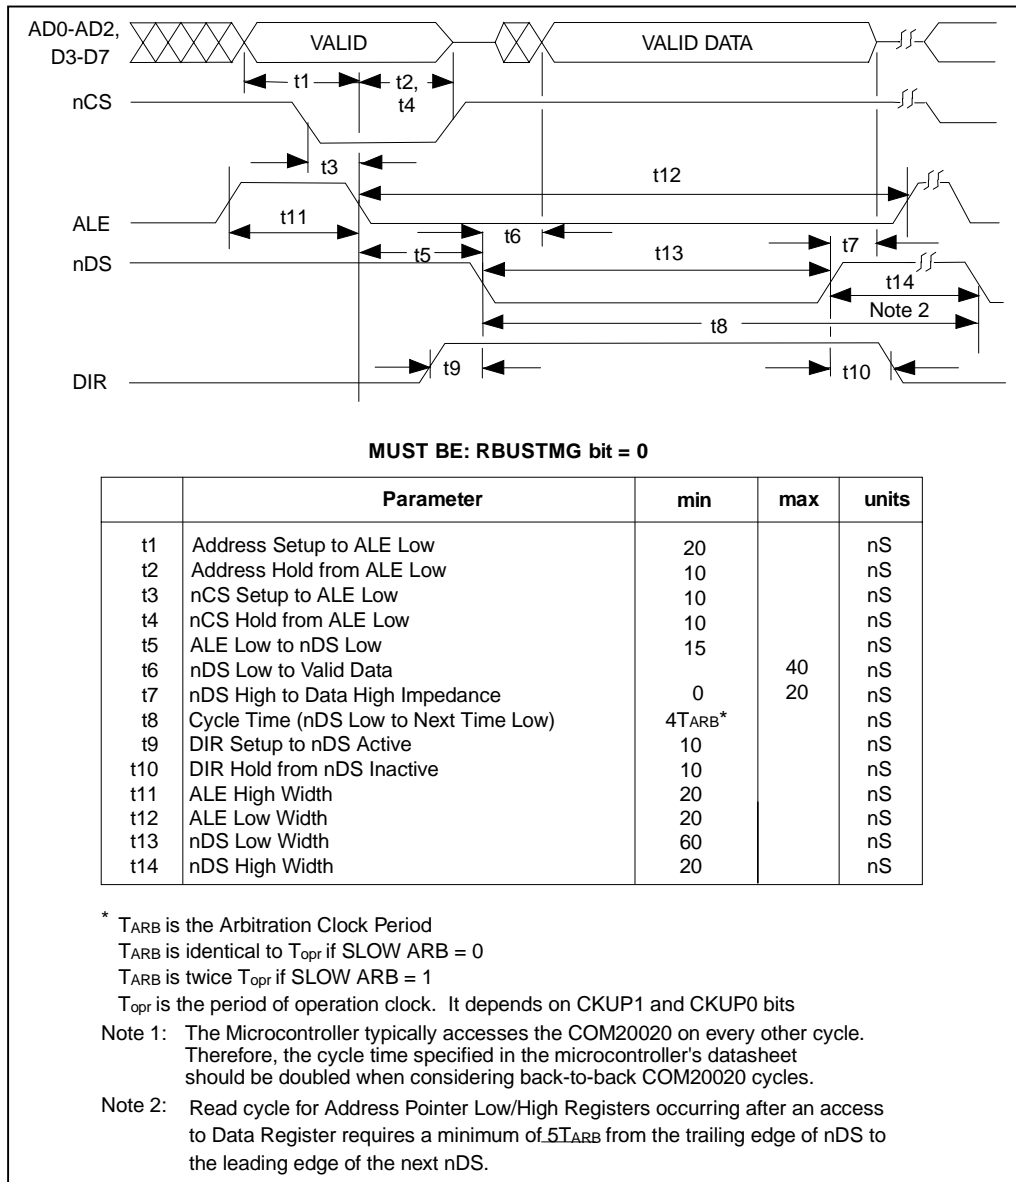 AD0-AD2,
D3-D7
VALID
VALID DATA
t1
t2,
t4
nCS
t3
t12
ALE
t11
t6
t7
nDS
t5
t13
t14
Note 2
t8
DIR
t9
t10
MUST BE: RBUSTMG bit = 0
Parameter min max units
t1 Address Setup to ALE Low 20 nS
t2 Address Hold from ALE Low 10 nS
t3 nCS Setup to ALE Low 10 nS
t4 nCS Hold from ALE Low 10 nS
t5 ALE Low to nDS Low 15 nS
t6 nDS Low to Valid Data 40 nS
t7 nDS High to Data High Impedance 0 20 nS
t8 Cycle Time (nDS Low to Next Time Low) 4TARB* nS
t9 DIR Setup to nDS Active 10 nS
t10 DIR Hold from nDS Inactive 10 nS
t11 ALE High Width 20 nS
t12 ALE Low Width 20 nS
t13 nDS Low Width 60 nS
t14 nDS High Width 20 nS
* TARB is the Arbitration Clock Period
TARB is identical to Topr if SLOW ARB = 0
TARB is twice Topr if SLOW ARB = 1
Topr is the period of operation clock. It depends on CKUP1 and CKUP0 bits
Note 1: The Microcontroller typically accesses the COM20020 on every other cycle.
Therefore, the cycle time specified in the microcontroller's datasheet
should be doubled when considering back-to-back COM20020 cycles.
Note 2: Read cycle for Address Pointer Low/High Registers occurring after an access
to Data Register requires a minimum of 5TARB from the trailing edge of nDS to
the leading edge of the next nDS.